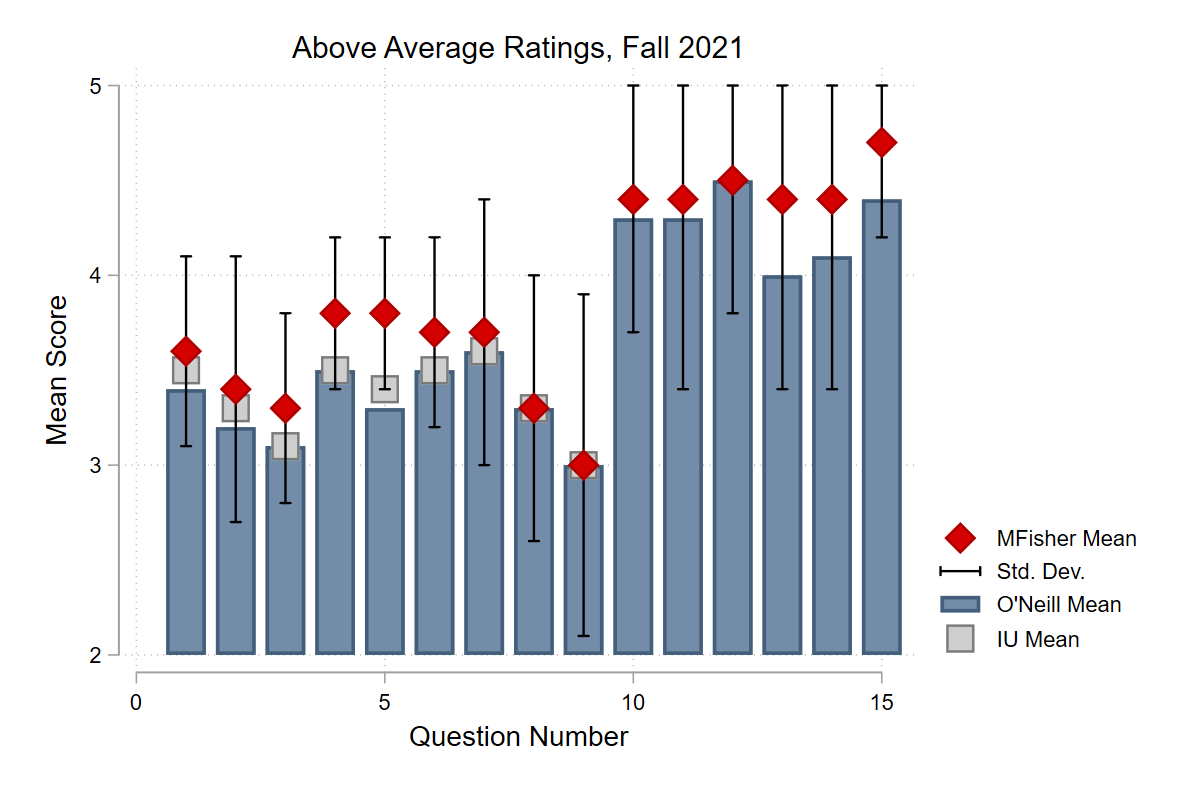 Above Average Ratings, Fall 2021
5
4
3
2
Mean Score
0 5 10 15
Question Number
MFisher Mean
Std. Dev.
O'Neill Mean
IU Mean